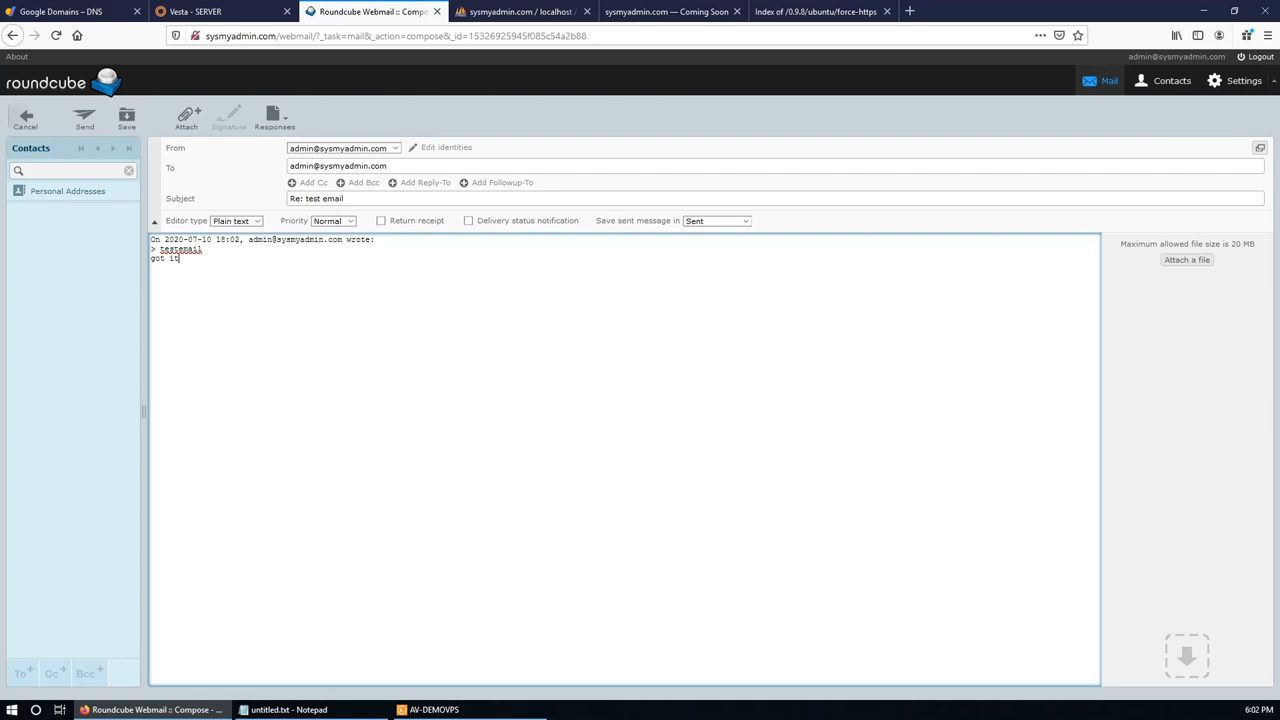 Google Domains – DNS
Vesta - SERVER
Roundcube Webmail :: Compo
sysmyadmin.com / localhost /
sysmyadmin.com — Coming Soon
Index of /0.9.8/ubuntu/force-https
sysmyadmin.com/webmail/?_task=mail&_action=compose&_id=15326925945f085c54a2b88
About
admin@sysmyadmin.com
Logout
roundcube
Mail
Contacts
Settings
Cancel
Send
Save
Attach
Signature
Responses
Contacts
Personal Addresses
From
admin@sysmyadmin.com
Edit identities
To
admin@sysmyadmin.com
Add Cc
Add Bcc
Add Reply-To
Add Followup-To
Subject
Re: test email
Editor type
Plain text
Priority
Normal
Return receipt
Delivery status notification
Save sent message in
Sent
On 2020-07-10 18:02, admin@sysmyadmin.com wrote:
> testemail
got it
Maximum allowed file size is 20 MB
Attach a file
To+
Cc+
Bcc+
Roundcube Webmail :: Compose - ...
untitled.txt - Notepad
AV-DEMOVPS
6:02 PM